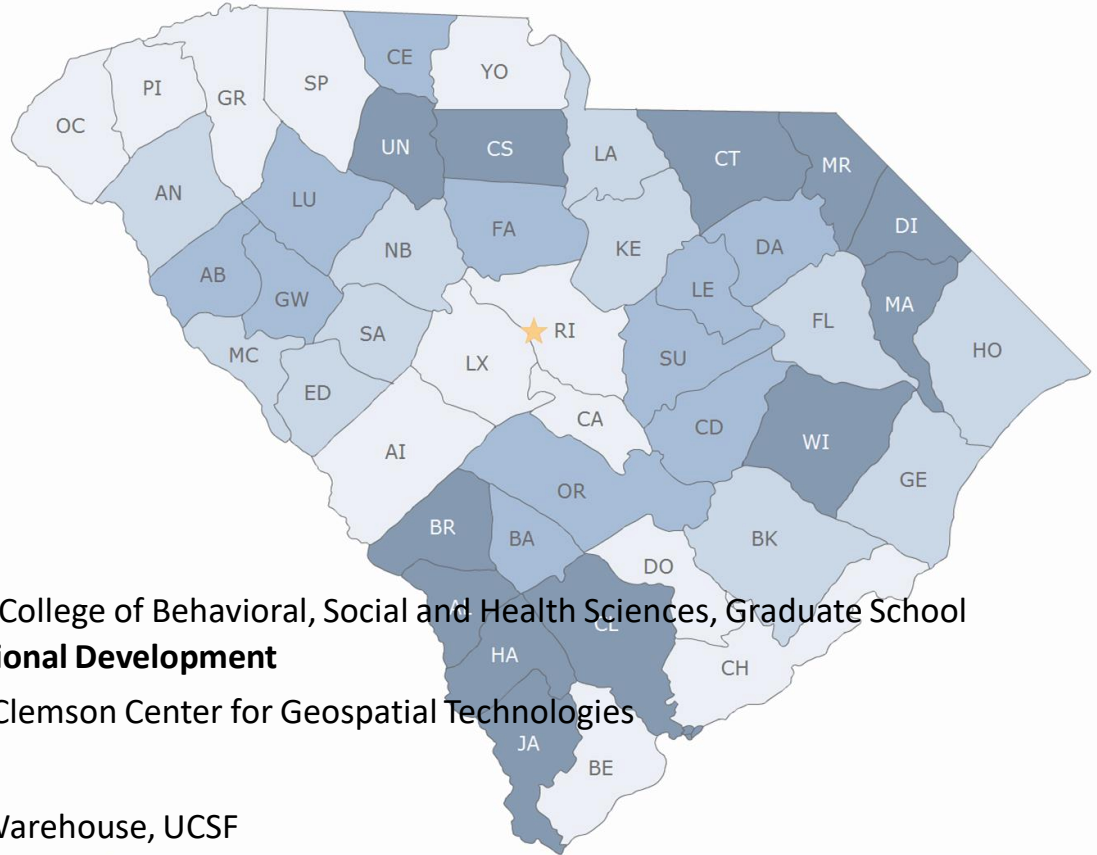 CE
YO
PI
SP
GR
OC
UN
CS
LA
CT
MR
AN
LU
DI
FA
NB
KE
DA
AB
GW
LE
MA
FL
SA
RI
MC
LX
SU
HO
ED
CA
CD
WI
AI
GE
OR
BR
BA
BK
DO
AL
College of Behavioral, Social and Health Sciences, Graduate School
CL
HA
ional Development
CH
Clemson Center for Geospatial Technologies
JA
BE
Warehouse, UCSF